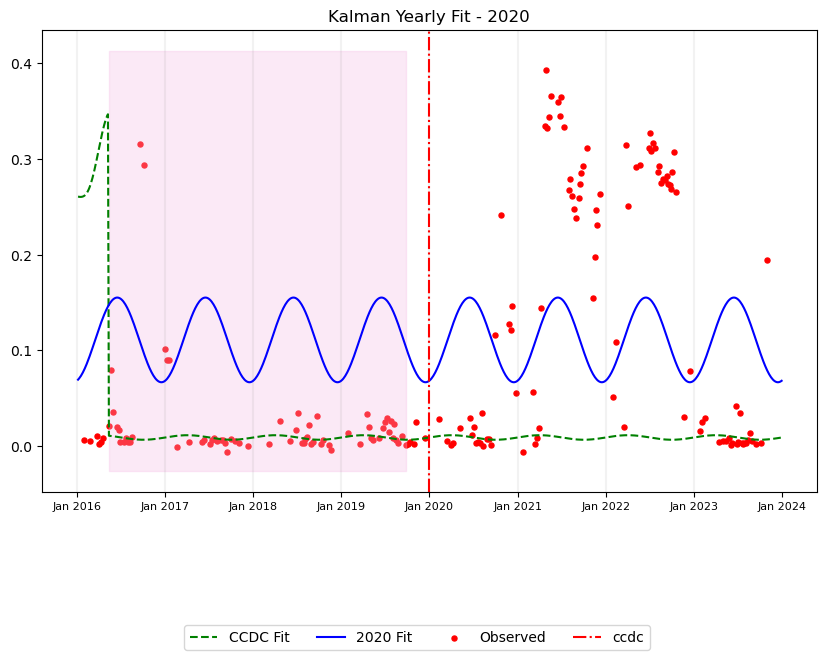 Kalman Yearly Fit - 2020
0.4
0.3
0.2
0.1
0.0
Jan 2016 Jan 2017 Jan 2018 Jan 2019 Jan 2020 Jan 2021 Jan 2022 Jan 2023 Jan 2024
CCDC Fit 2020 Fit Observed ccdc